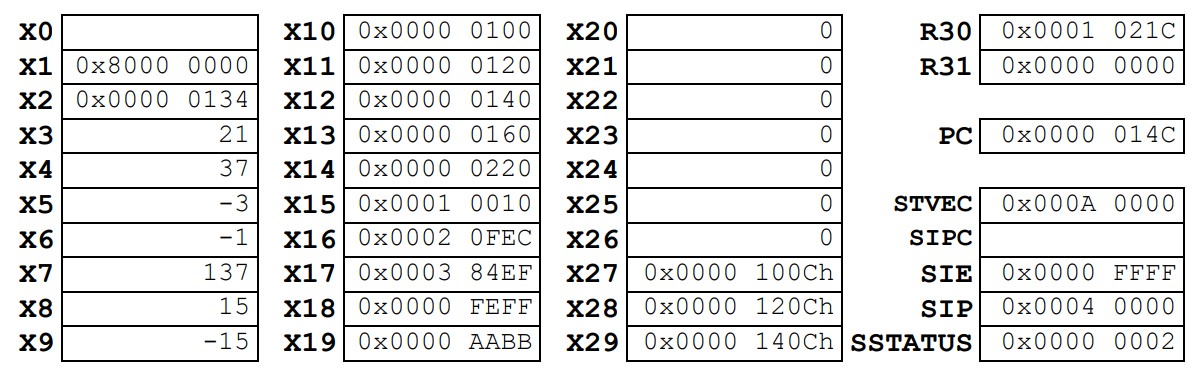 X0 X10 0x0000 0100 X20 0 R30 0x0001 021C
X1 0x8000 0000 X11 0x0000 0120 X21 0 R31 0x0000 0000
X2 0x0000 0134 X12 0x0000 0140 X22 0
X3 21 X13 0x0000 0160 X23 0 PC 0x0000 014C
X4 37 X14 0x0000 0220 X24 0
X5 -3 X15 0x0001 0010 X25 0 STVEC 0x000A 0000
X6 -1 X16 0x0002 0FEC X26 0 SIPC
X7 137 X17 0x0003 84EF X27 0x0000 100Ch SIE 0x0000 FFFF
X8 15 X18 0x0000 FEFF X28 0x0000 120Ch SIP 0x0004 0000
X9 -15 X19 0x0000 AABB X29 0x0000 140Ch SSTATUS 0x0000 0002